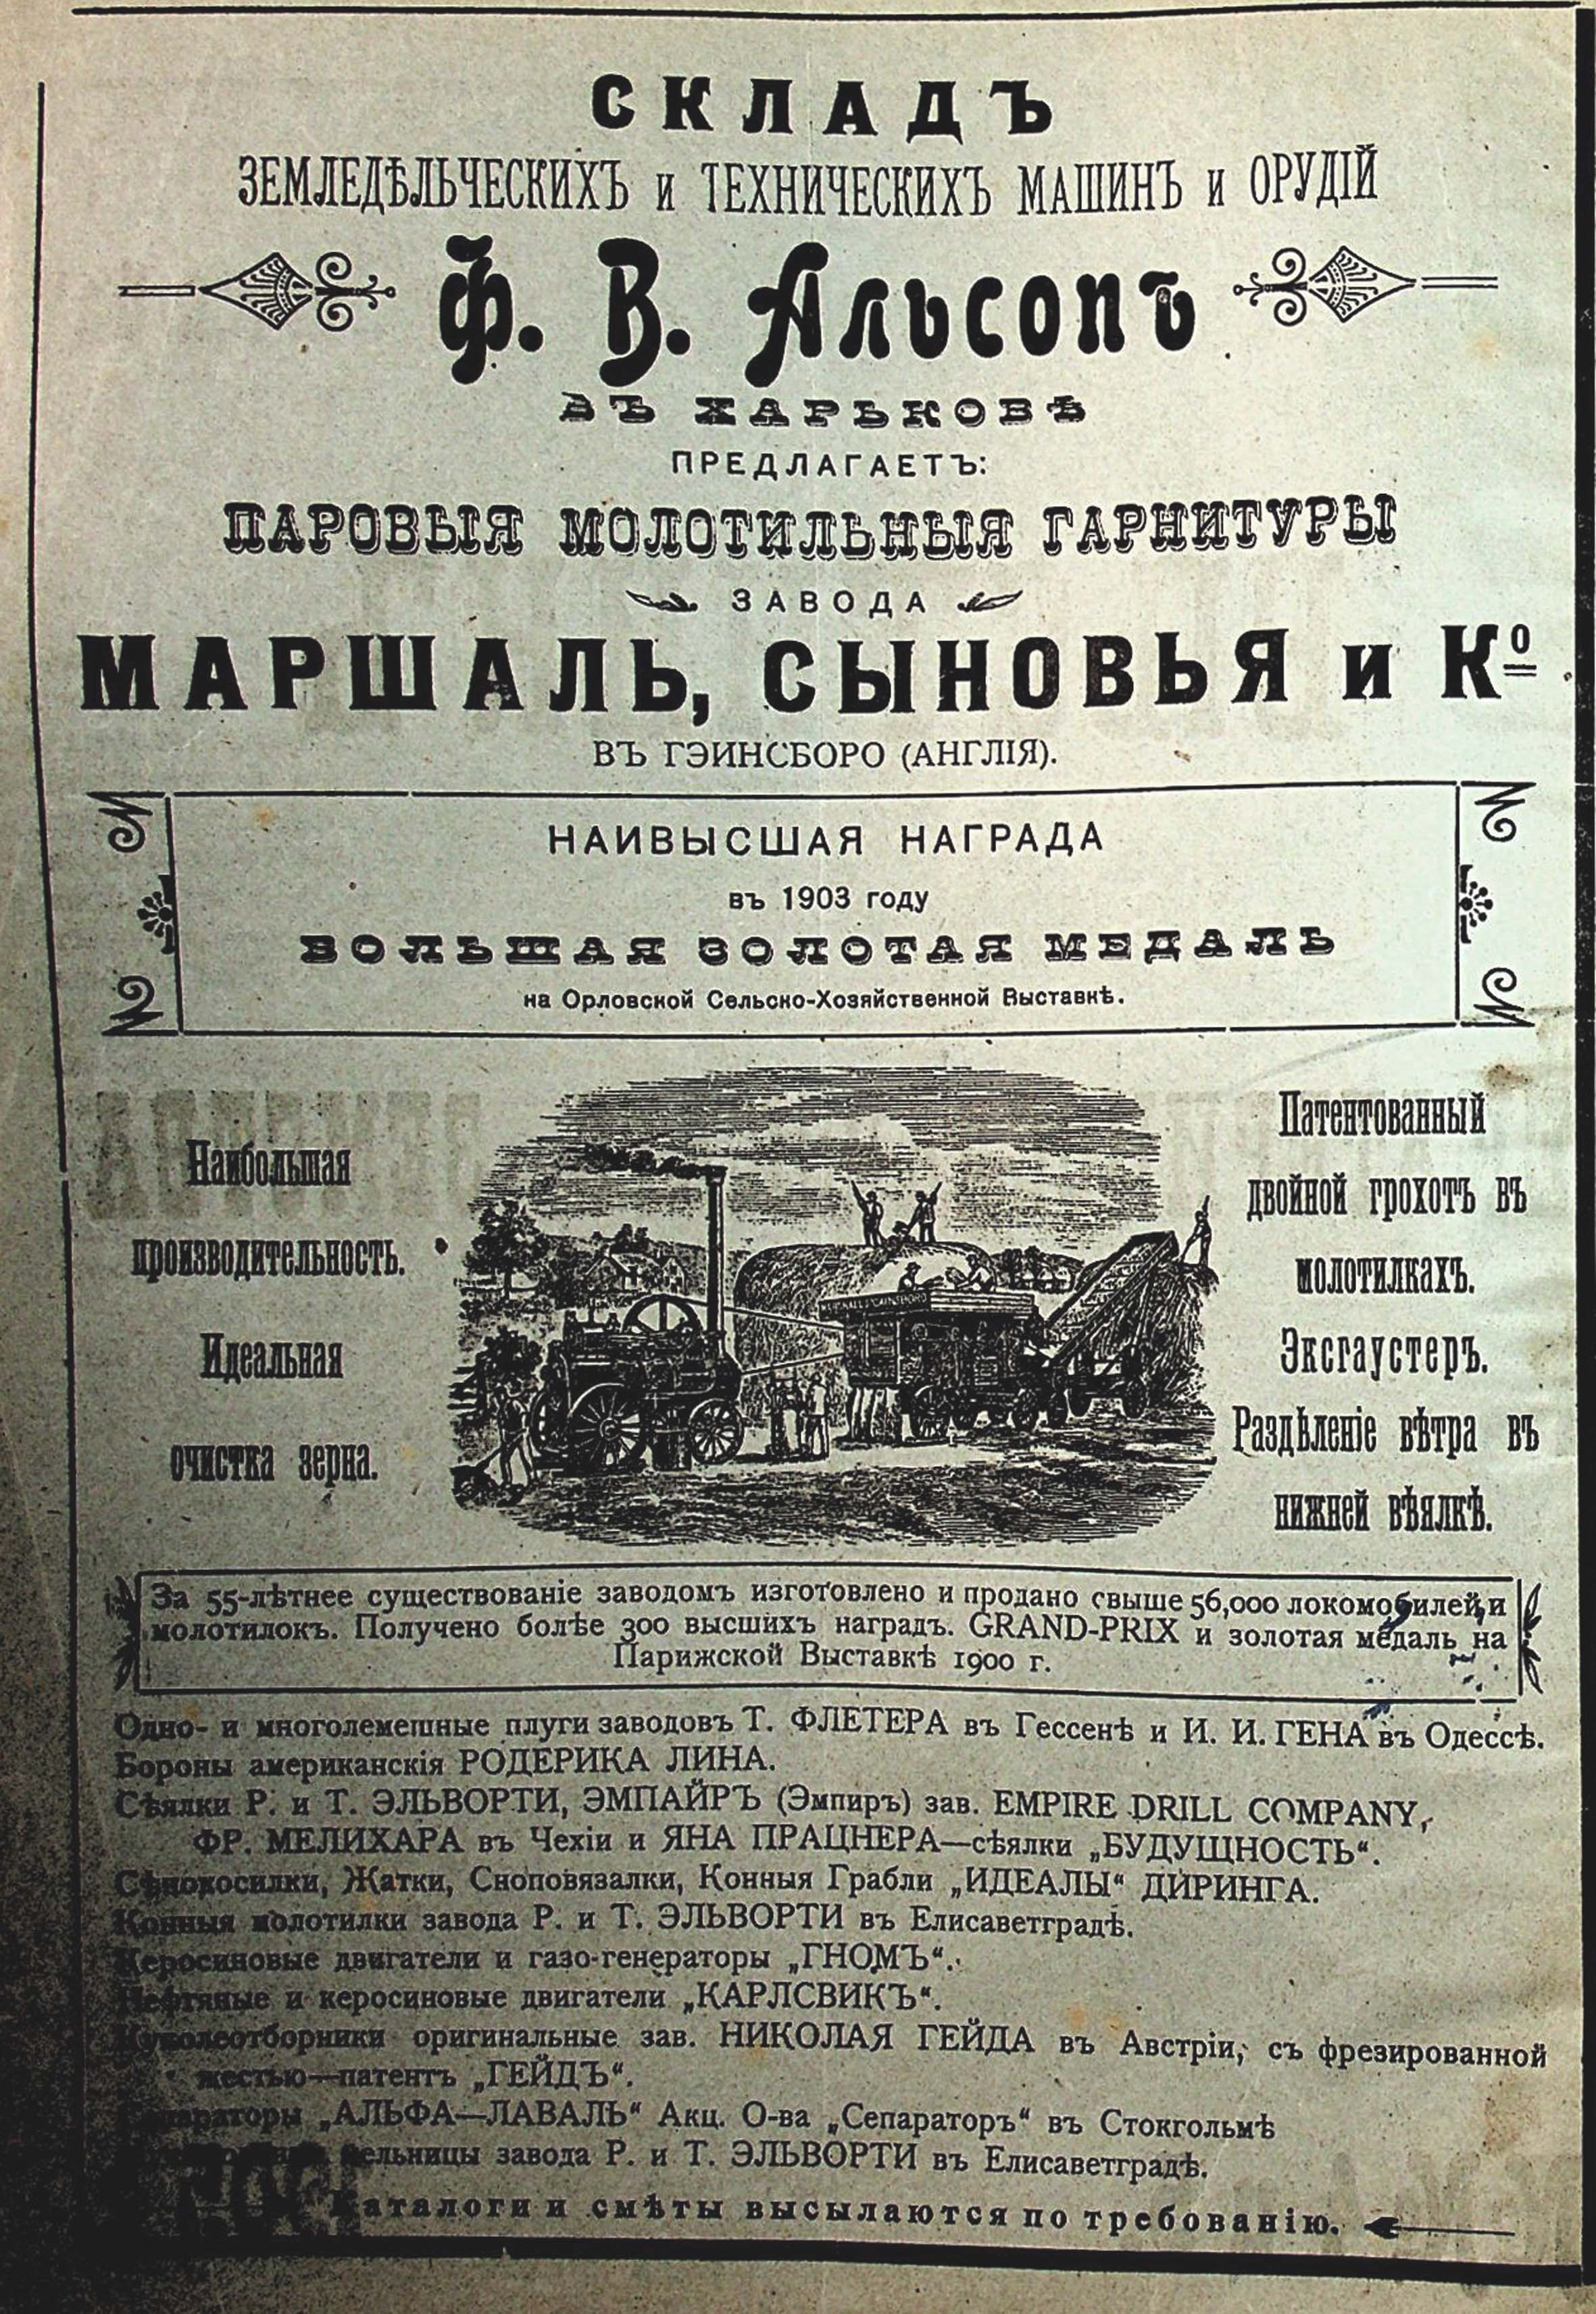 СКЛАДЪ
ЗЕМЛЕДѢЛЬЧЕСКИХЪ и ТЕХНИЧЕСКИХЪ МАШИНЪ и ОРУДІЙ
Ф. В. Альсопъ
ВЪ ХАРЬКОВѢ
ПРЕДЛАГАЕТЪ:
ПАРОВЫЯ МОЛОТИЛЬНЫЯ ГАРНИТУРЫ
ЗАВОДА
МАРШАЛЬ, СЫНОВЬЯ и Кº
ВЪ ГЭИНСБОРО (АНГЛІЯ).
НАИВЫСШАЯ НАГРАДА
въ 1903 году
БОЛЬШАЯ ЗОЛОТАЯ МЕДАЛЬ
на Орловской Сельско-Хозяйственной Выставкѣ.
Наибольшая
производительность.
Идеальная
очистка зерна.
Патентованный
двойной грохотъ въ
молотилкахъ.
Эксгаустеръ.
Раздѣленіе вѣтра въ
нижней вѣялкѣ.
За 55-лѣтнее существованіе заводомъ изготовлено и продано свыше 56,000 локомобилей и
молотилокъ. Получено болѣе 300 высшихъ наградъ. GRAND-PRIX и золотая медаль на
Парижской Выставкѣ 1900 г.
Одно- и многолемешные плуги заводовъ Т. ФЛЕТЕРА въ Гессенѣ и И. И. ГЕНА въ Одессѣ.
Бороны американскія РОДЕРИКА ЛИНА.
Сѣялки Р. и Т. ЭЛЬВОРТИ, ЭМПАЙРЪ (Эмпиръ) зав. EMPIRE DRILL COMPANY,
ФР. МЕЛИХАРА въ Чехіи и ЯНА ПРАЦНЕРА—сѣялки „БУДУЩНОСТЬ“.
Сѣнокосилки, Жатки, Сноповязалки, Конныя Грабли „ИДЕАЛЫ“ ДИРИНГА.
Конныя молотилки завода Р. и Т. ЭЛЬВОРТИ въ Елисаветградѣ.
Керосиновые двигатели и газо-генераторы „ГНОМЪ“.
Нефтяные и керосиновые двигатели „КАРЛСВИКЪ“.
Куколеотборники оригинальные зав. НИКОЛАЯ ГЕЙДА въ Австріи, съ фрезированной
жестью—патентъ „ГЕЙДЪ“.
Сепараторы „АЛЬФА—ЛАВАЛЬ“ Акц. О-ва „Сепараторъ“ въ Стокгольмѣ
мельницы завода Р. и Т. ЭЛЬВОРТИ въ Елисаветградѣ.
Каталоги и смѣты высылаются по требованію.